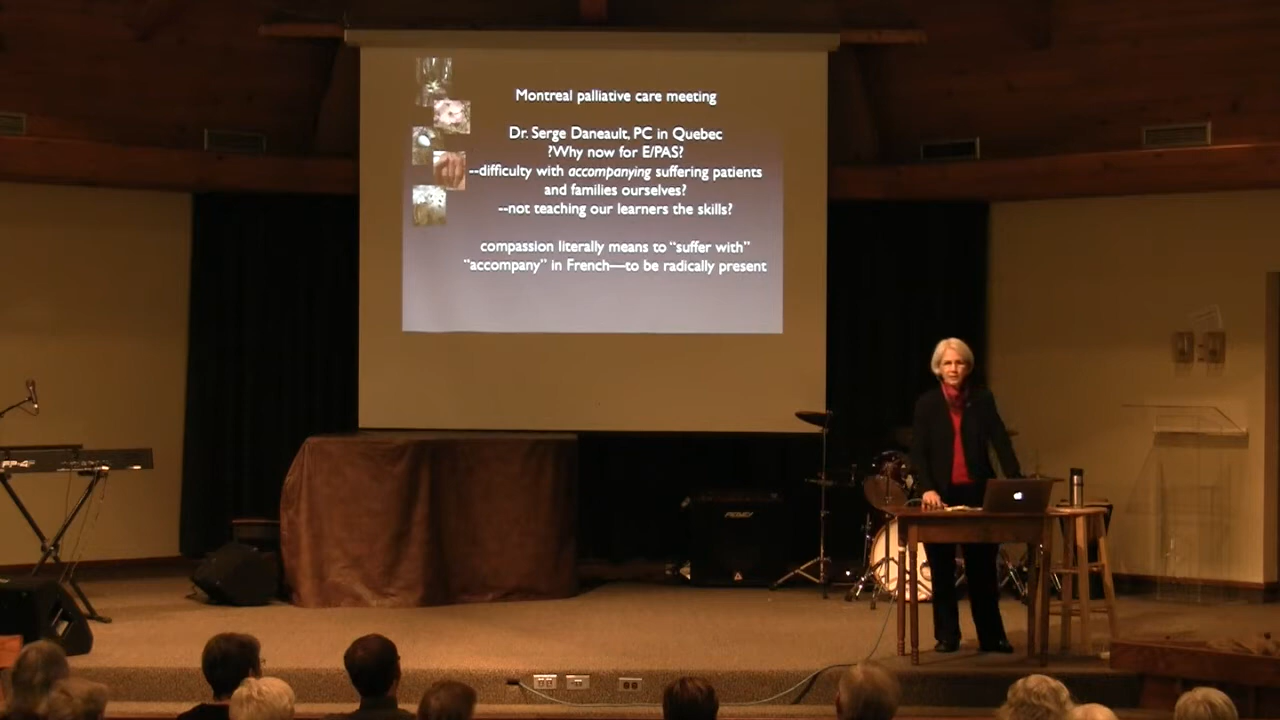 Montreal palliative care meeting
Dr. Serge Daneault, PC in Quebec
?Why now for E/PAS?
--difficulty with accompanying suffering patients
and families ourselves?
--not teaching our learners the skills?
compassion literally means to “suffer with”
“accompany” in French—to be radically present
PEAVEY